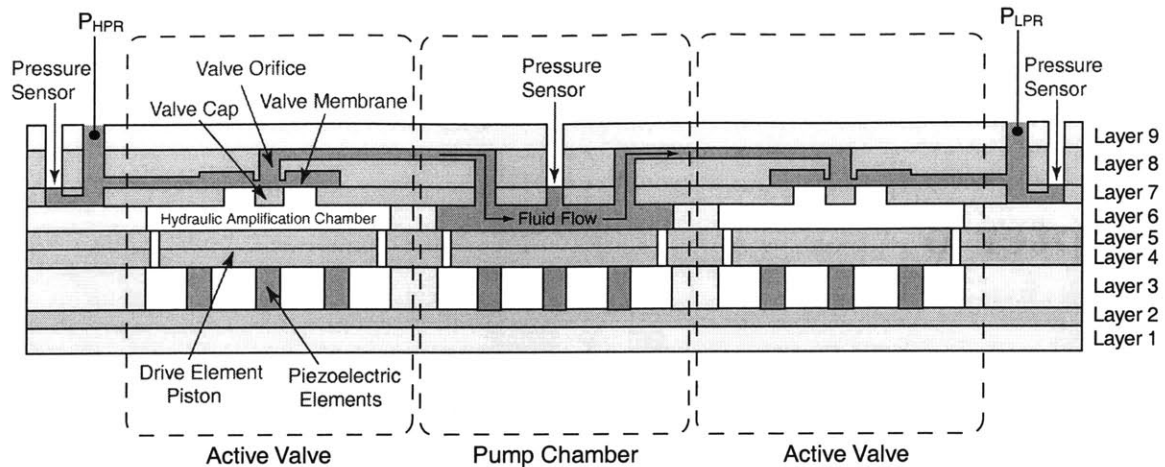 PHPR
PLPR
Pressure
Sensor
Valve Orifice
Valve Cap
Valve Membrane
Pressure
Sensor
Pressure
Sensor
Layer 9
Layer 8
Layer 7
Layer 6
Layer 5
Layer 4
Layer 3
Layer 2
Layer 1
Hydraulic Amplification Chamber
Fluid Flow
Drive Element
Piston
Piezoelectric
Elements
Active Valve
Pump Chamber
Active Valve